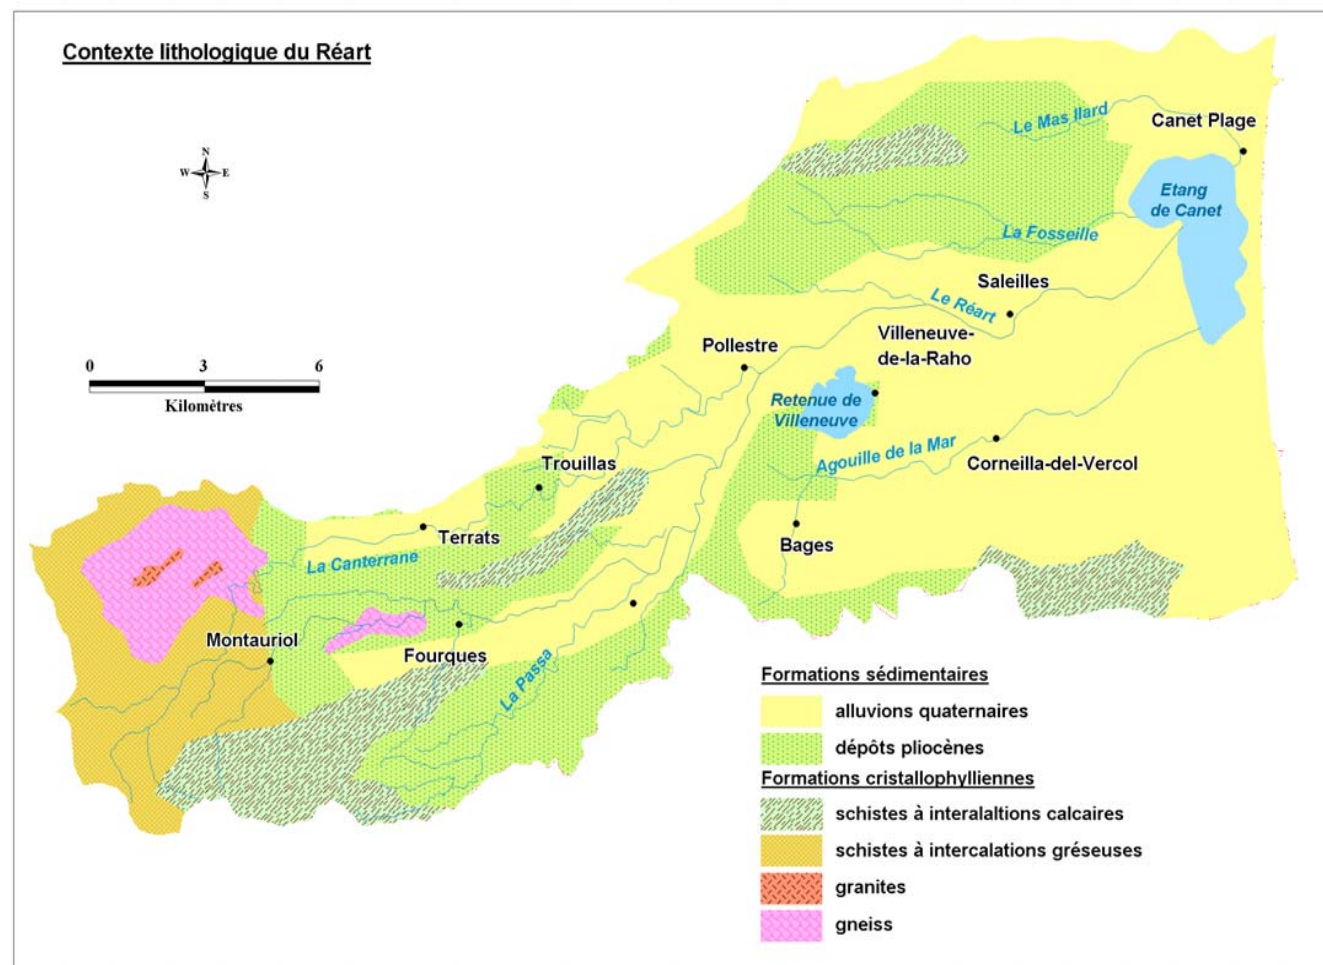 Contexte lithologique du Réart
N
W E
S
0 3 6
Kilomètres
Le Mas Ilard
Canet Plage
Etang
de Canet
La Fosseille
Saleilles
Le Réart
Villeneuve-
de-la-Raho
Pollestre
Retenue de
Villeneuve
Agouille de la Mar
Corneilla-del-Vercol
Trouillas
Terrats
Bages
La Canterrane
Montauriol
Fourques
La Passa
Formations sédimentaires
alluvions quaternaires
dépôts pliocènes
Formations cristallophylliennes
schistes à interalaltions calcaires
schistes à intercalations gréseuses
granites
gneiss